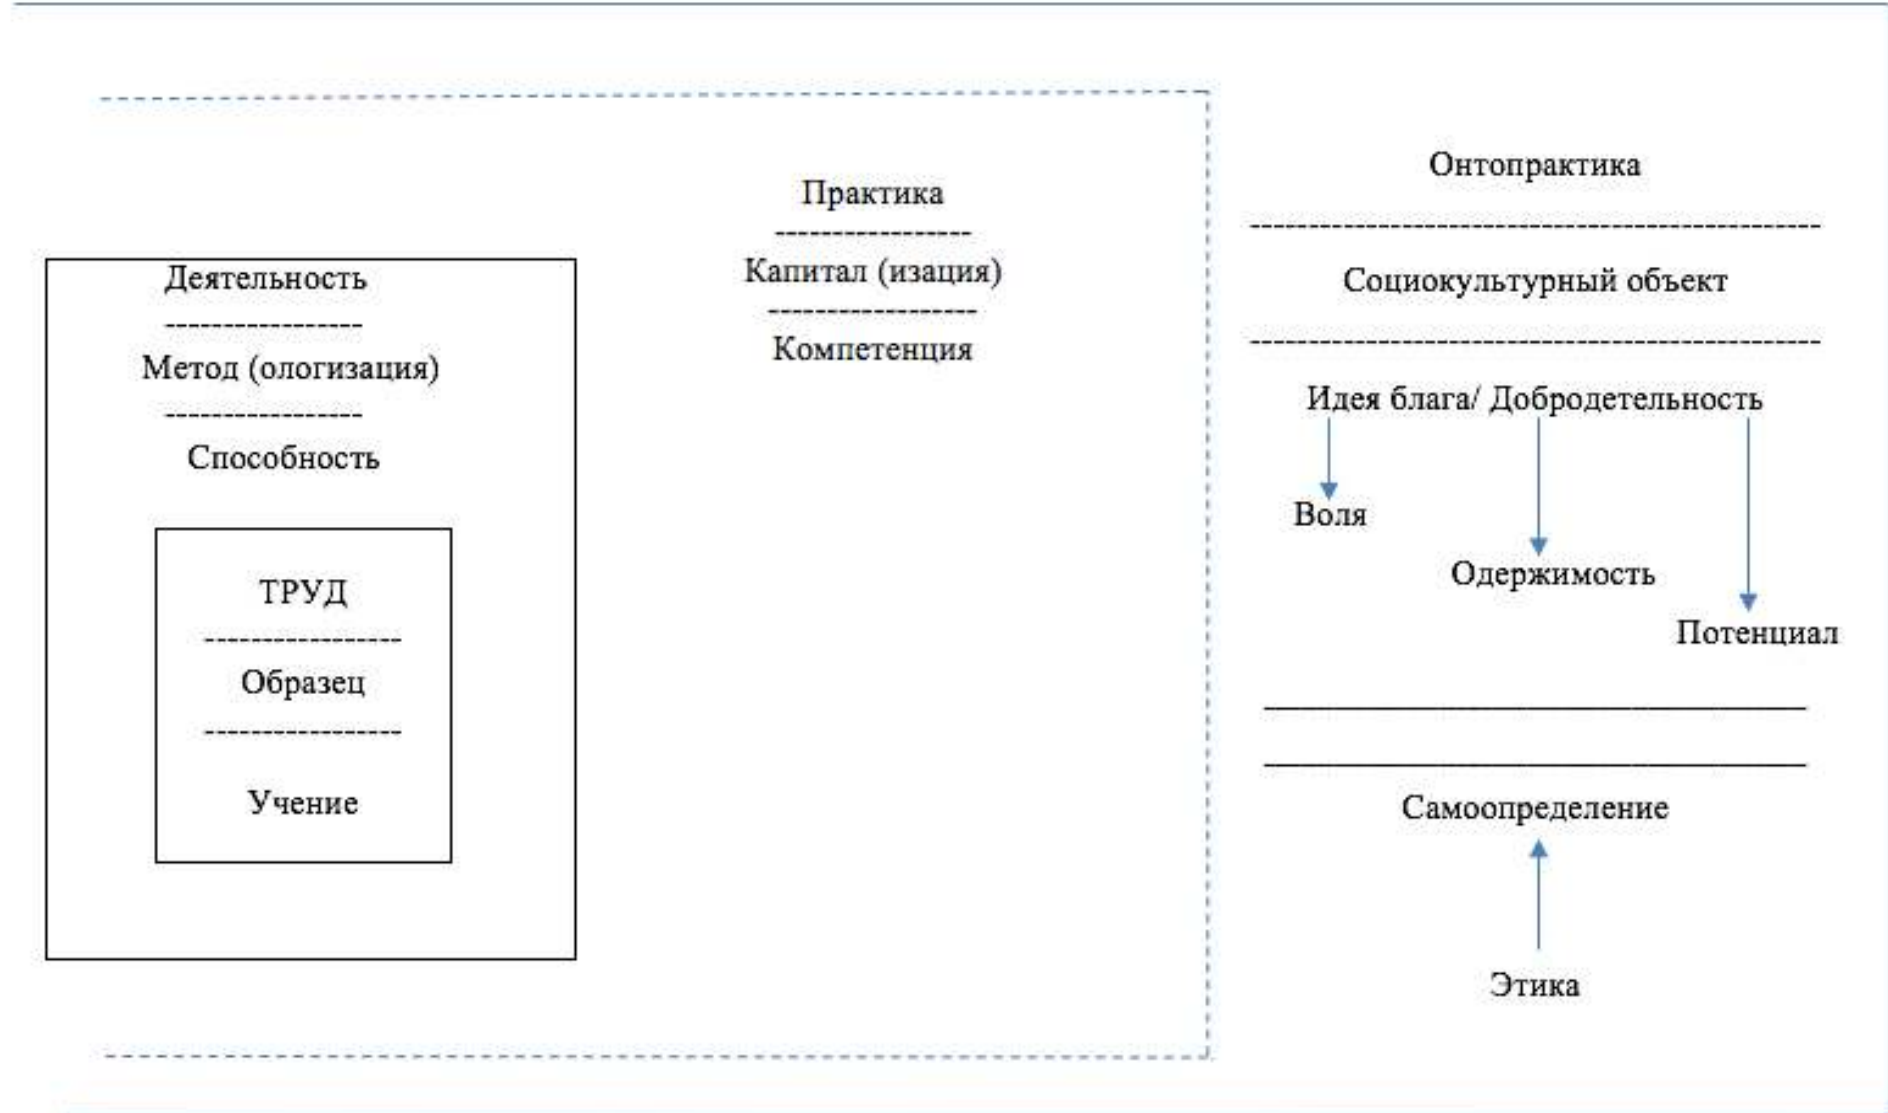 Деятельность
Метод (ологизация)
Способность
ТРУД
Образец
Учение
Практика
Капитал (изация)
Компетенция
Онтопрактика
Социокультурный объект
Идея блага/ Добродетельность
Воля
Одержимость
Потенциал
Самоопределение
Этика